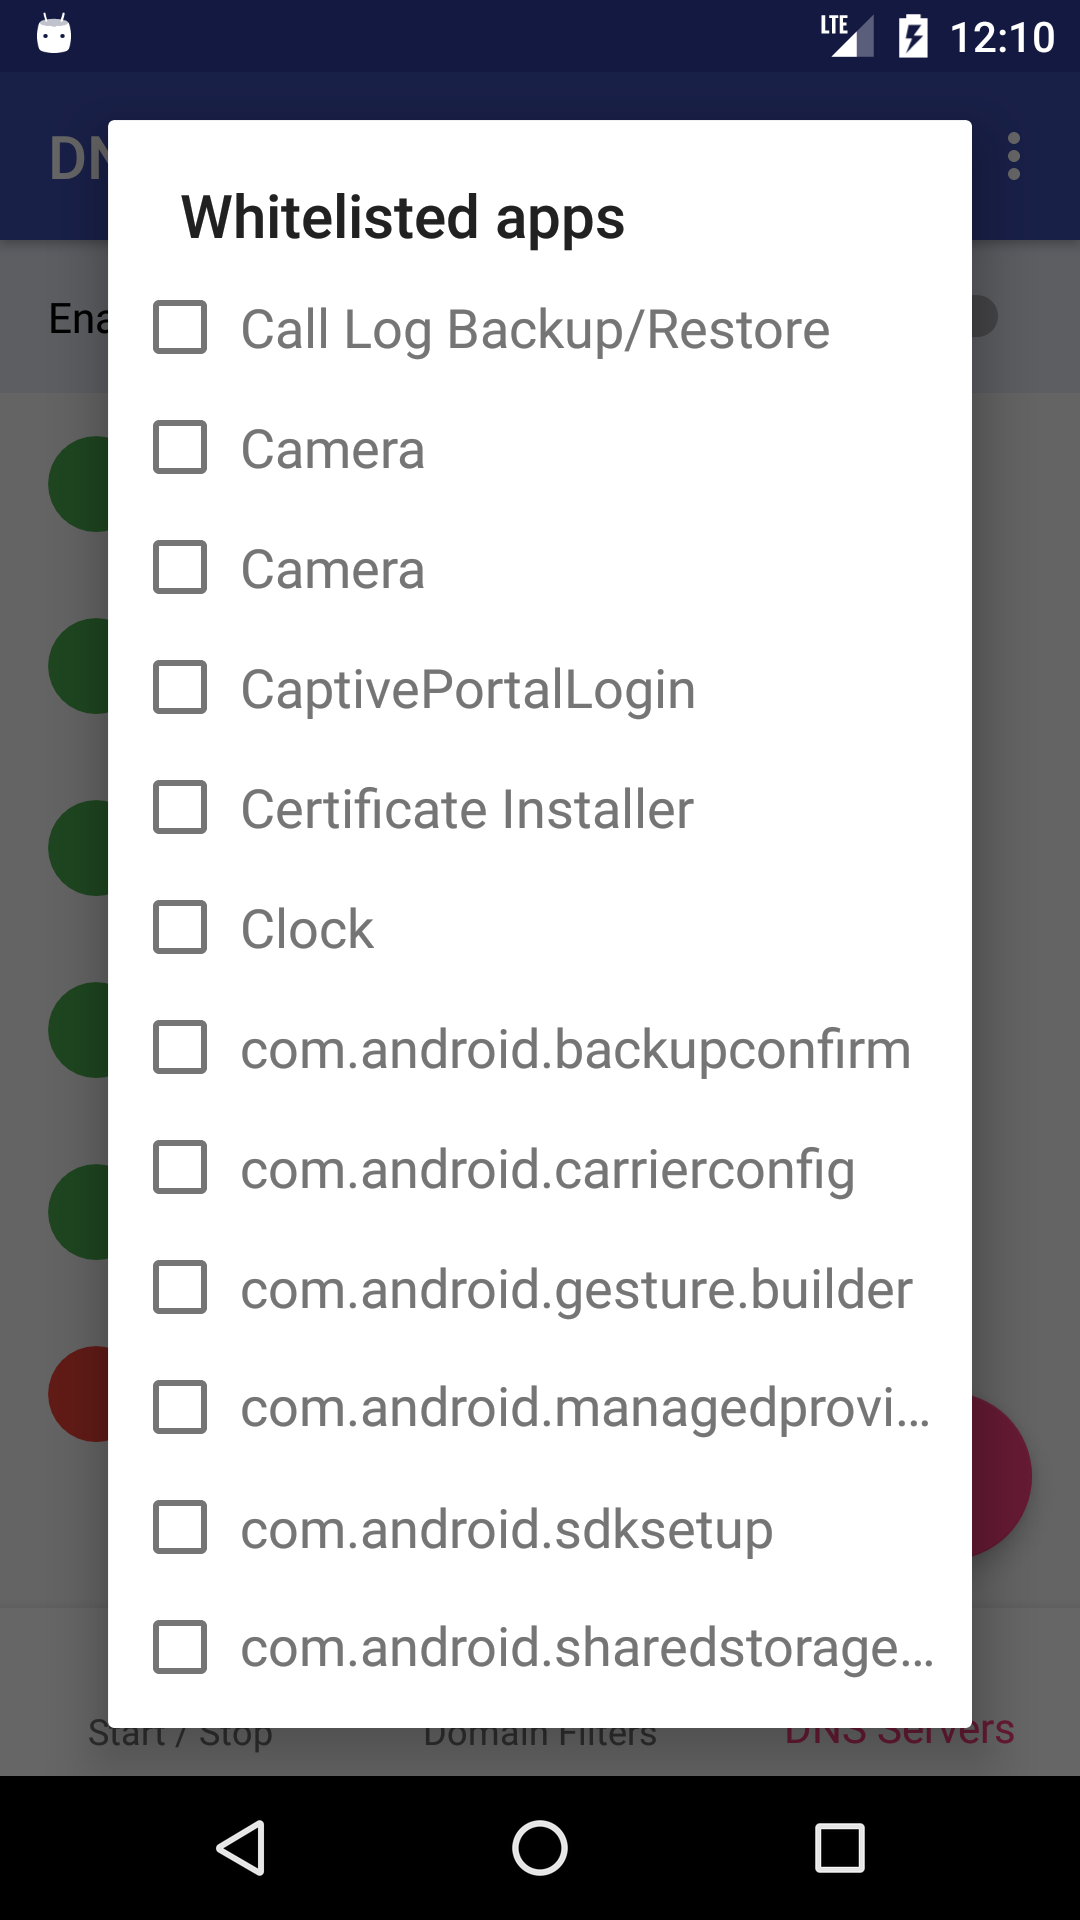 LTE 12:10
DN
Whitelisted apps
Ena
Call Log Backup/Restore
Camera
Camera
CaptivePortalLogin
Certificate Installer
Clock
com.android.backupconfirm
com.android.carrierconfig
com.android.gesture.builder
com.android.managedprovi…
com.android.sdksetup
com.android.sharedstorage…
Start / Stop Domain Filters DNS Servers